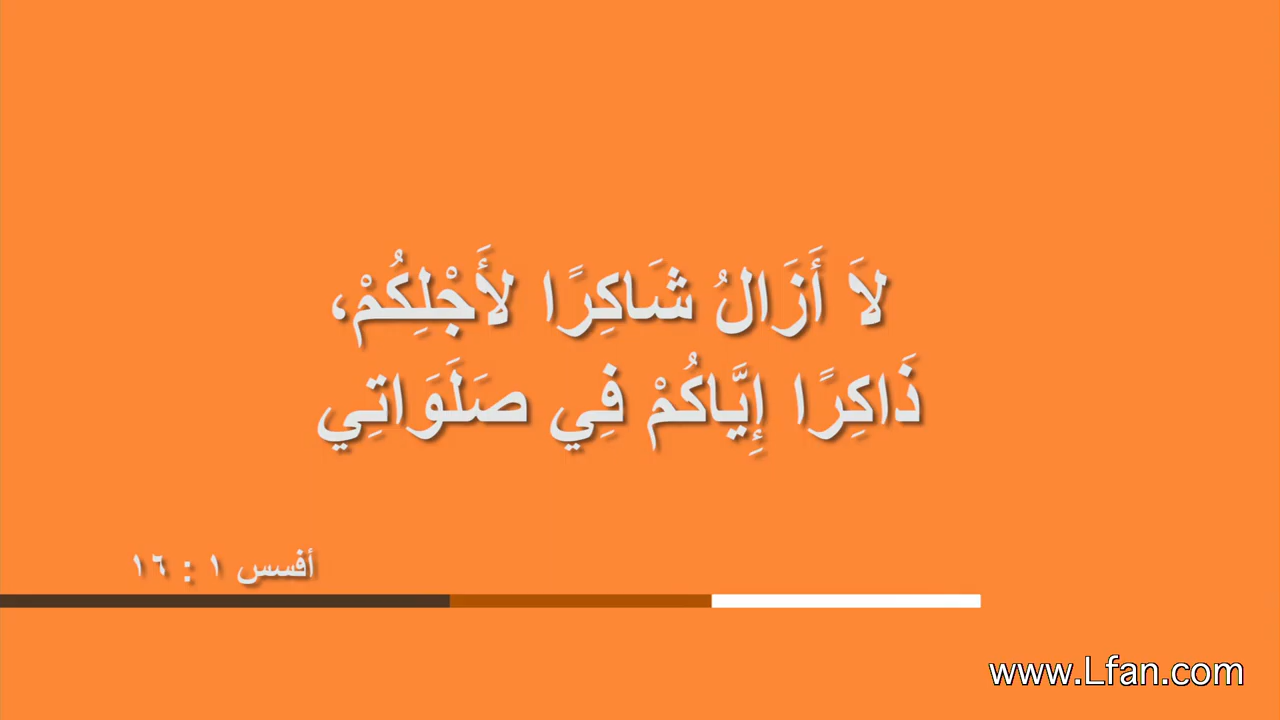 لاَ أَزَالُ شَاكِرًا لأَجْلِكُمْ،
ذَاكِرًا إِيَّاكُمْ فِي صَلَوَاتِي
أفسس ١ : ١٦
www.Lfan.com